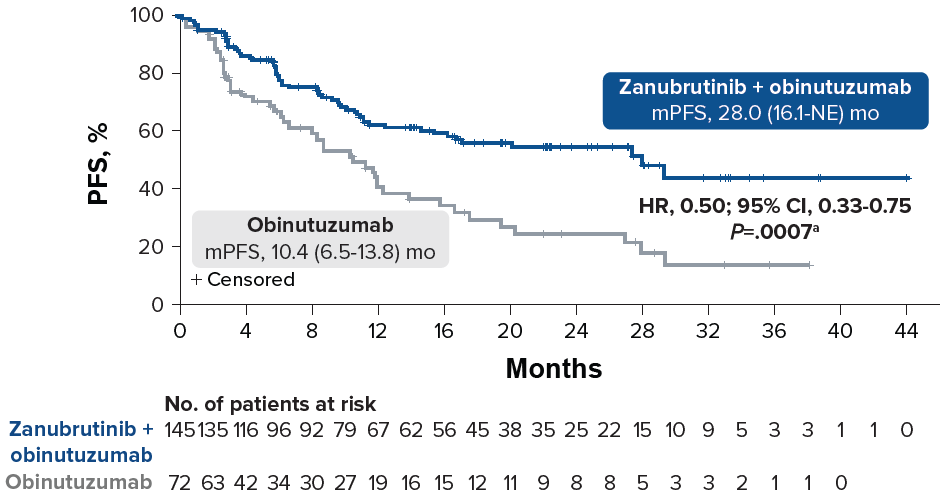 100
80
60
40
20
0
PFS, %
Zanubrutinib + obinutuzumab
mPFS, 28.0 (16.1-NE) mo
HR, 0.50; 95% CI, 0.33-0.75
P=.0007ᵃ
Obinutuzumab
mPFS, 10.4 (6.5-13.8) mo
+ Censored
0 4 8 12 16 20 24 28 32 36 40 44
Months
No. of patients at risk
Zanubrutinib + 145 135 116 96 92 79 67 62 56 45 38 35 25 22 15 10 9 5 3 3 1 1 0
obinutuzumab
Obinutuzumab 72 63 42 34 30 27 19 16 15 12 11 9 8 8 5 3 3 2 1 1 0